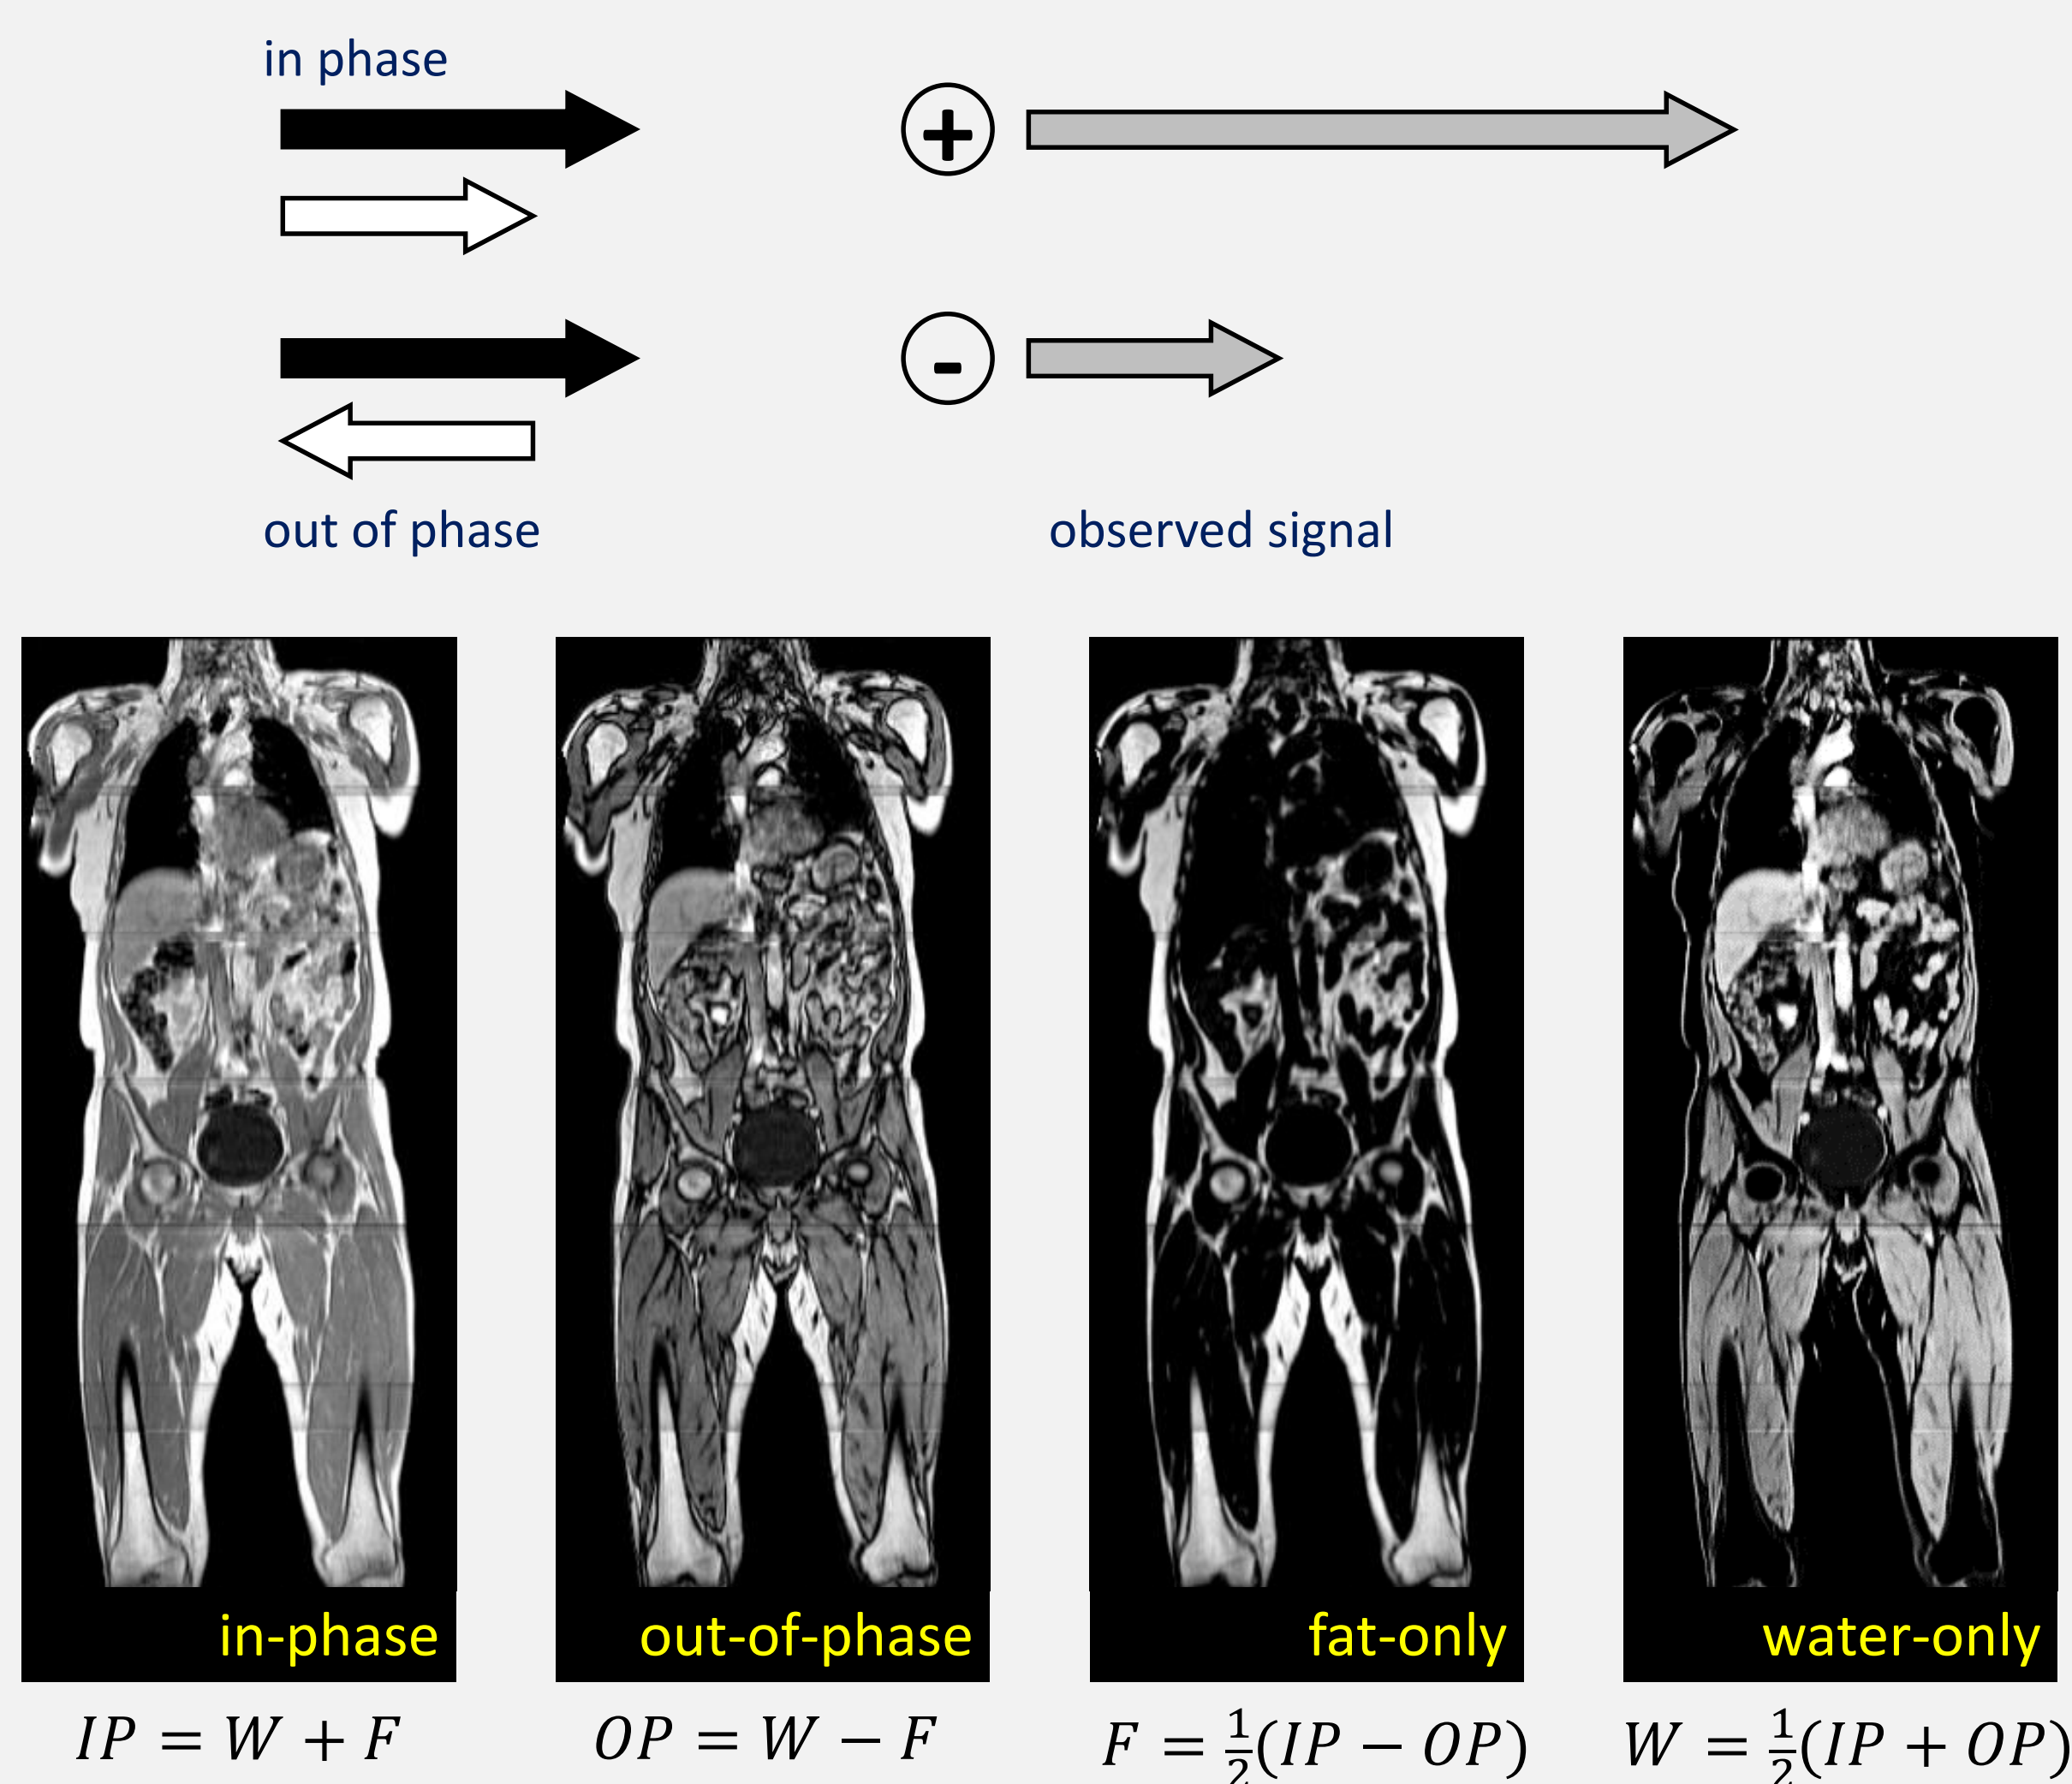 in phase
+
-
out of phase
observed signal
in-phase
out-of-phase
fat-only
water-only
IP = W + F
OP = W − F
F = ½(IP − OP)
W = ½(IP + OP)